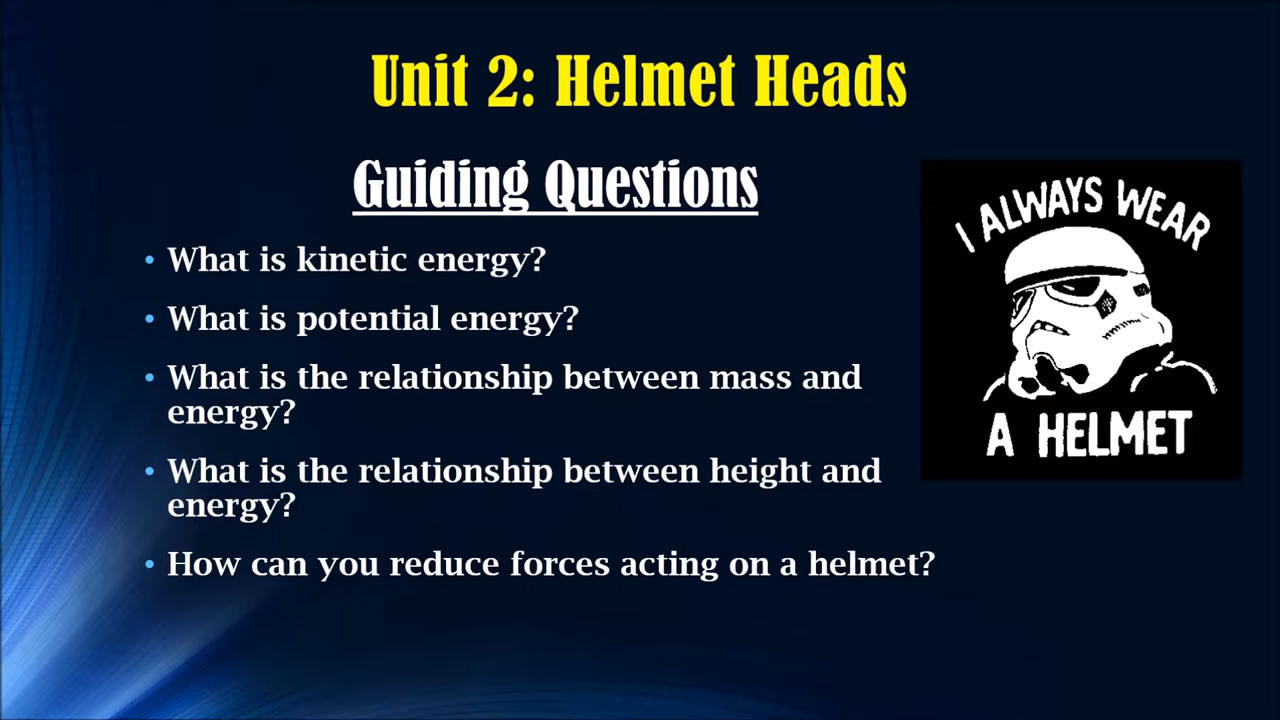 Unit 2: Helmet Heads
Guiding Questions
• What is kinetic energy?
• What is potential energy?
• What is the relationship between mass and
energy?
• What is the relationship between height and
energy?
• How can you reduce forces acting on a helmet?
I ALWAYS WEAR
A HELMET